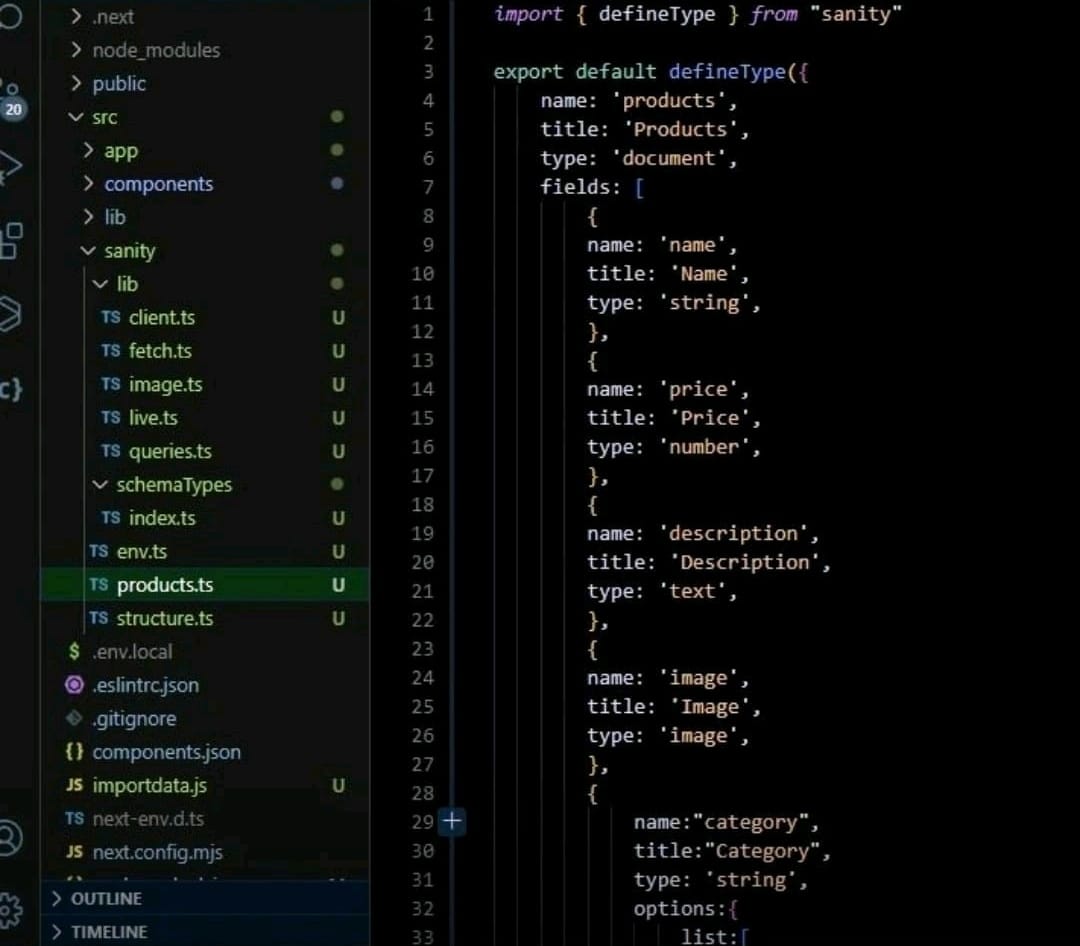 .next
node_modules
public
20
src
app
components
lib
sanity
lib
TS client.ts U
TS fetch.ts U
TS image.ts U
TS live.ts U
TS queries.ts U
schemaTypes
TS index.ts U
TS env.ts U
TS products.ts U
TS structure.ts U
$ .env.local
.eslintrc.json
.gitignore
{} components.json
JS importdata.js U
TS next-env.d.ts
JS next.config.mjs
OUTLINE
TIMELINE
1 import { defineType } from "sanity"
2
3 export default defineType({
4 name: 'products',
5 title: 'Products',
6 type: 'document',
7 fields: [
8 {
9 name: 'name',
10 title: 'Name',
11 type: 'string',
12 },
13 {
14 name: 'price',
15 title: 'Price',
16 type: 'number',
17 },
18 {
19 name: 'description',
20 title: 'Description',
21 type: 'text',
22 },
23 {
24 name: 'image',
25 title: 'Image',
26 type: 'image',
27 },
28 {
29 name:"category",
30 title:"Category",
31 type: 'string',
32 options:{
33 list:[